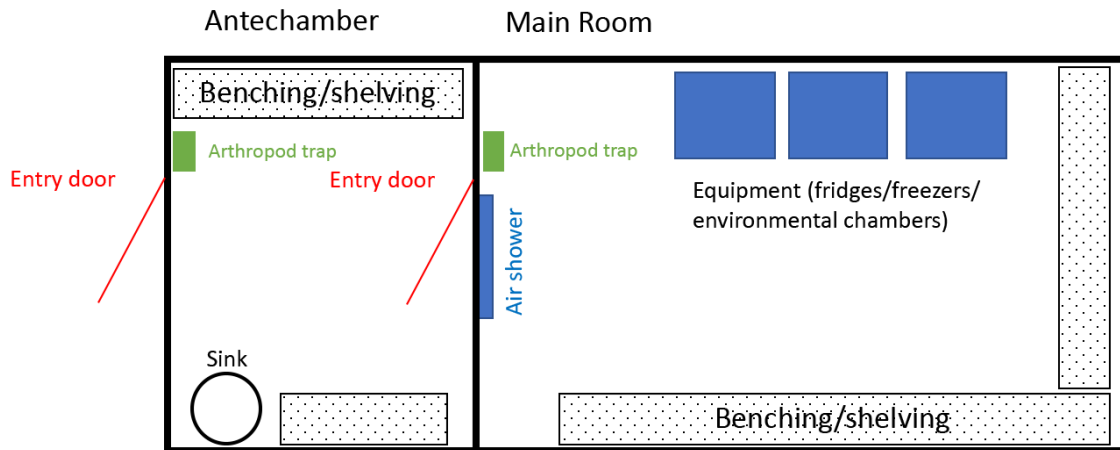 Antechamber
Main Room
Benching/shelving
Arthropod trap
Arthropod trap
Entry door
Entry door
Equipment (fridges/freezers/
environmental chambers)
Air shower
Sink
Benching/shelving